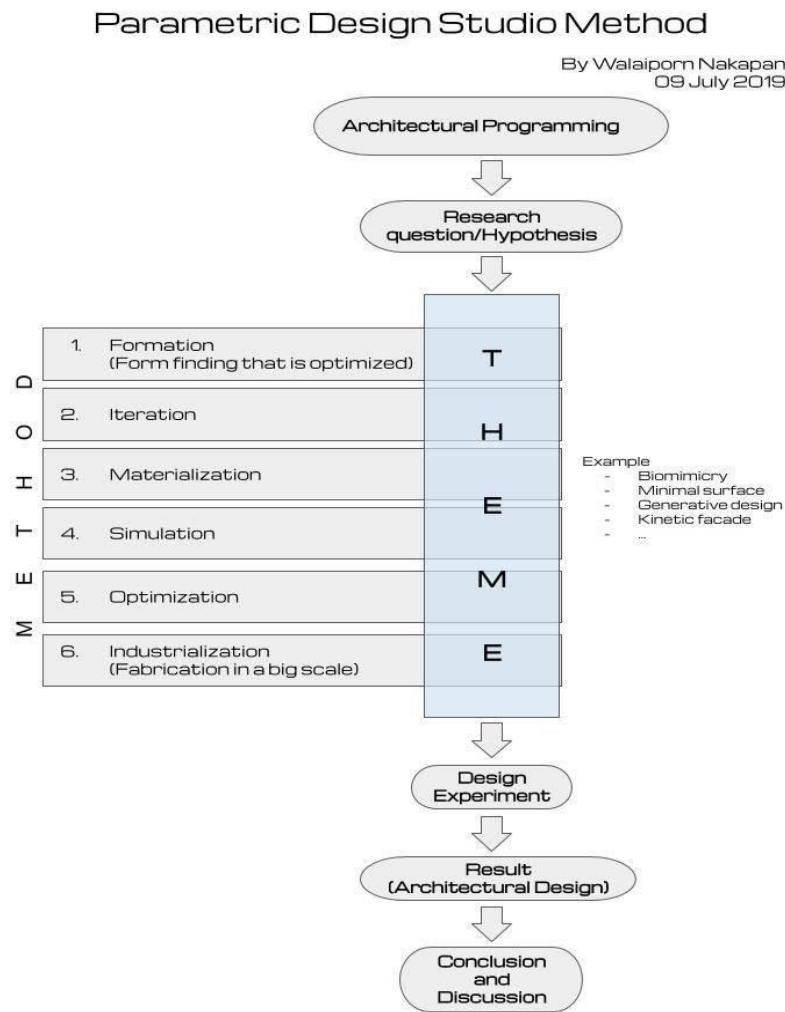 Parametric Design Studio Method
By Walaiporn Nakapan
09 July 2019
Architectural Programming
Research
question/Hypothesis
METHOD
THEME
1. Formation
(Form finding that is optimized)
2. Iteration
3. Materialization
4. Simulation
5. Optimization
6. Industrialization
(Fabrication in a big scale)
Example
- Biomimicry
- Minimal surface
- Generative design
- Kinetic facade
- ...
Design
Experiment
Result
(Architectural Design)
Conclusion
and
Discussion